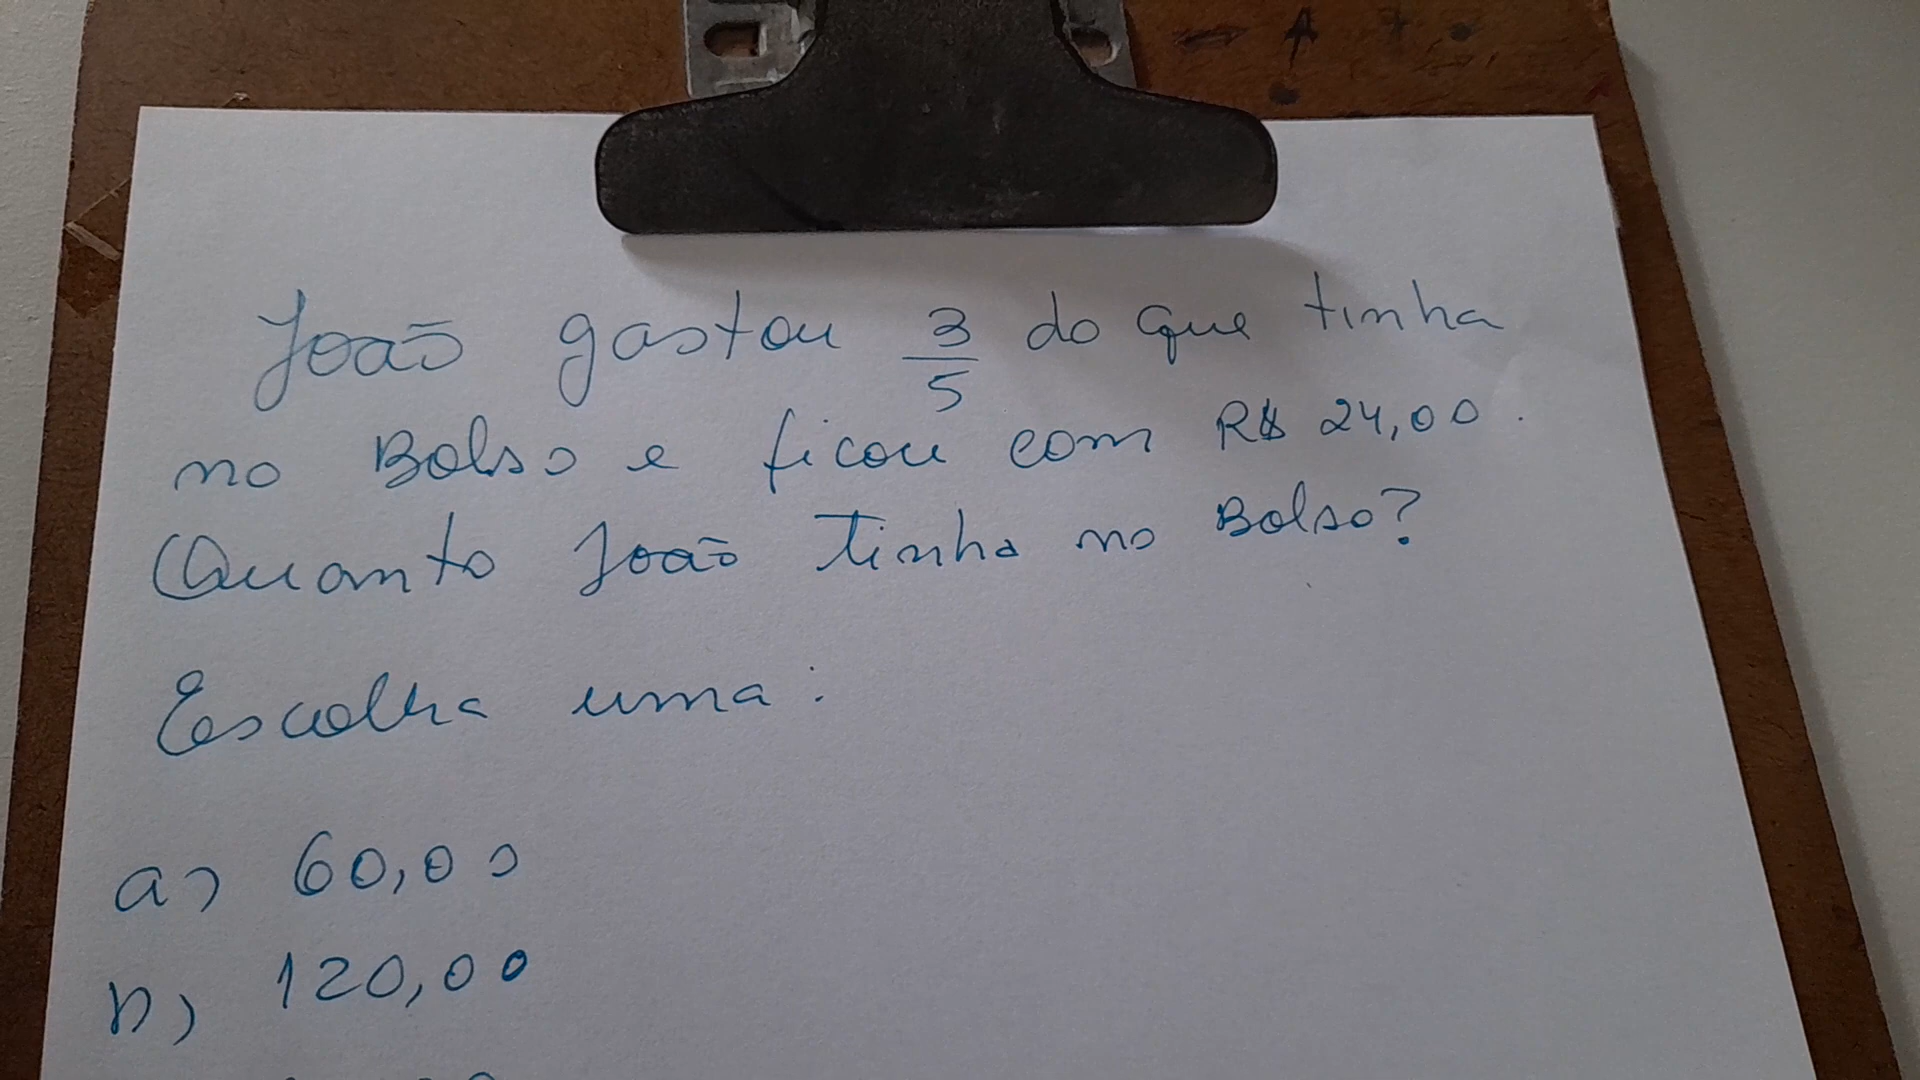 João gastou 3/5 do que tinha
no Bolso e ficou com R$ 24,00.
Quanto João Tinha no Bolso?
Escolha uma:
a) 60,00
b) 120,00